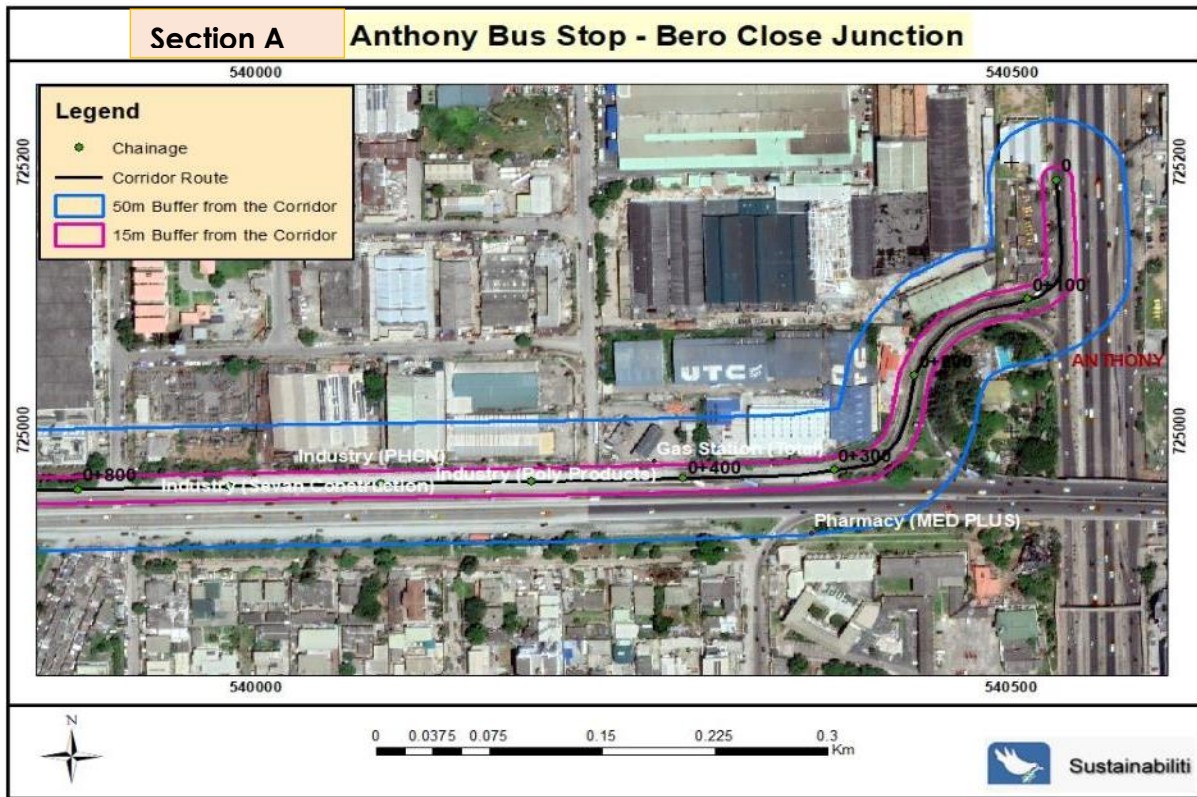 Section A
Anthony Bus Stop - Bero Close Junction
540000 540500
Legend
Chainage
Corridor Route
50m Buffer from the Corridor
15m Buffer from the Corridor
725200 725200
0
0+100
ANTHONY
UTC
725000 725000
Industry (PHCN)
Gas Station (Total)
0+800
Industry (Poly Products)
0+400
0+300
Industry (Savan Construction)
Pharmacy (MED PLUS)
540000 540500
N
0 0.0375 0.075 0.15 0.225 0.3
Km
Sustainabiliti